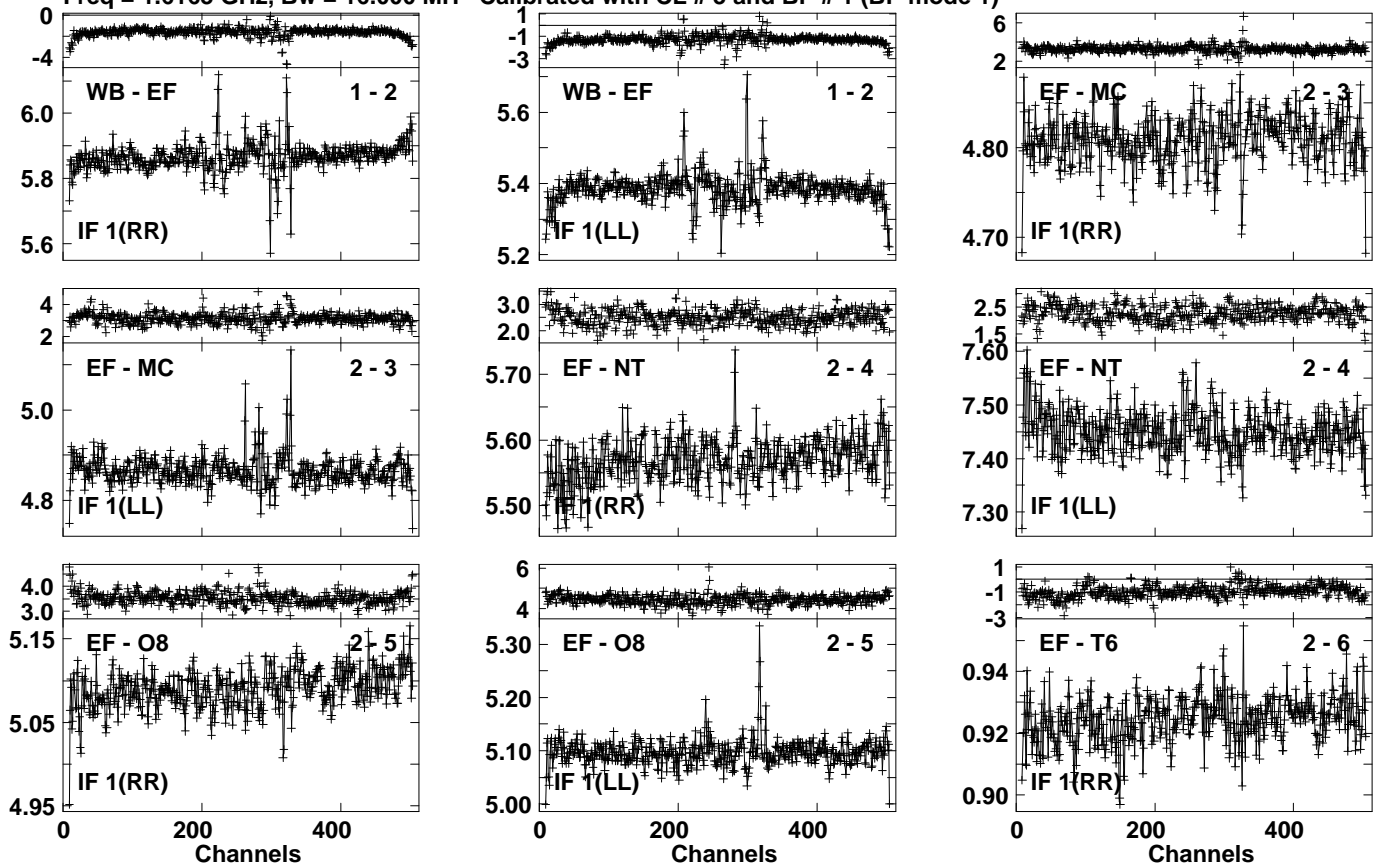 Calibrated with CL # and BP # 1 (BP mode 1)
0
-4
WB - EF 1 - 2
6.0
5.8
5.6
IF 1(RR)
-1
-3
WB - EF 1 - 2
5.6
5.4
5.2
IF 1(LL)
6
2
EF - MC 2 - 3
4.80
4.70
IF 1(RR)
4
2
EF - MC 2 - 3
5.0
4.8
IF 1(LL)
3.0
2.0
EF - NT 2 - 4
5.70
5.60
5.50
IF 1(RR)
2.5
1.5
EF - NT 2 - 4
7.60
7.50
7.40
7.30
IF 1(LL)
4.0
3.0
EF - O8 2 - 5
5.15
5.05
4.95
IF 1(RR)
0 200 400
Channels
6
4
EF - O8 2 - 5
5.30
5.20
5.10
5.00
IF 1(LL)
0 200 400
Channels
1
-1
-3
EF - T6 2 - 6
0.94
0.92
0.90
IF 1(RR)
0 200 400
Channels